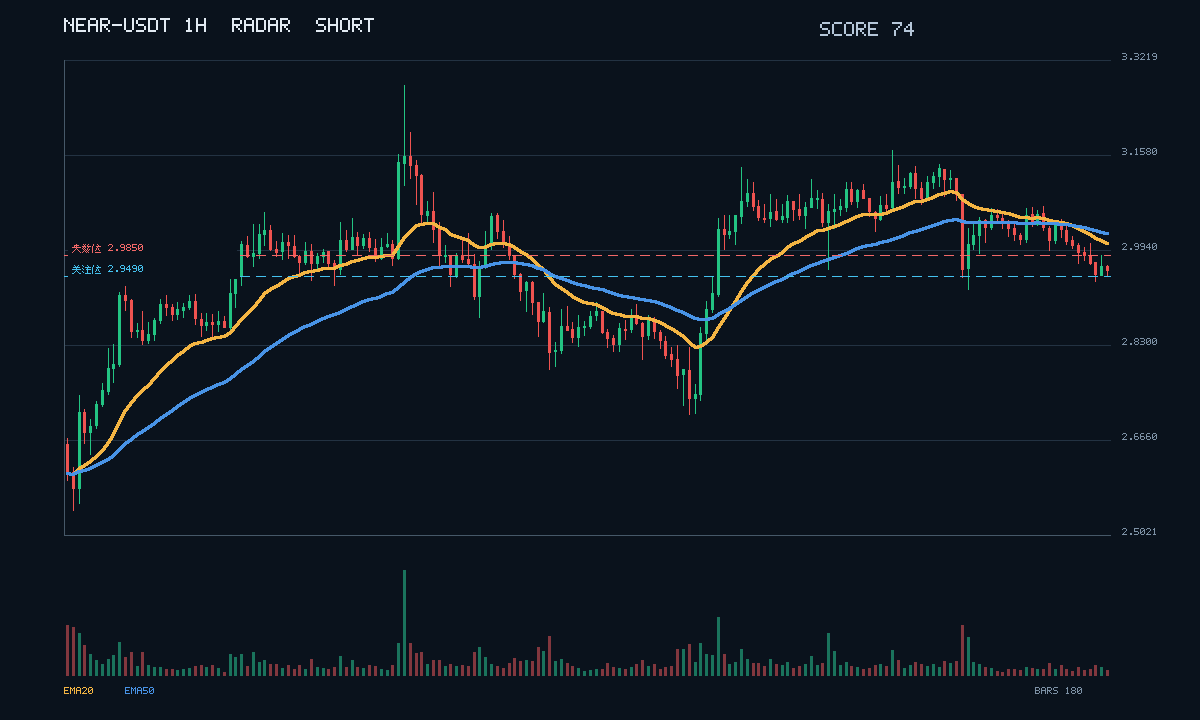 NEAR-USDT 1H RADAR SHORT
SCORE 74
3.3219
3.1580
失效位 2.9850
2.9940
关注位 2.9490
2.8300
2.6660
2.5021
EMA20 EMA50
BARS 180